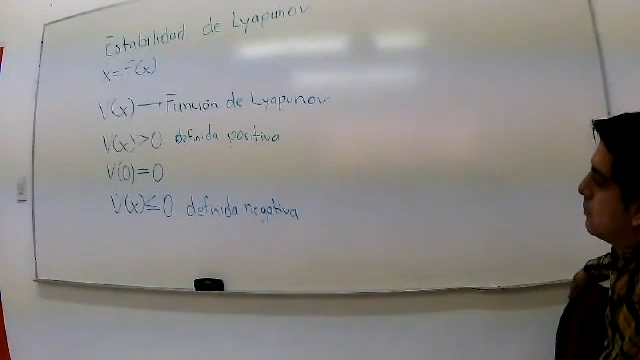 Estabilidad de Lyapunov
ẋ=F(x)
V(x)→Función de Lyapunov
V(x)>0 definida positiva
V(0)=0
V̇(x)≤0 definida negativa